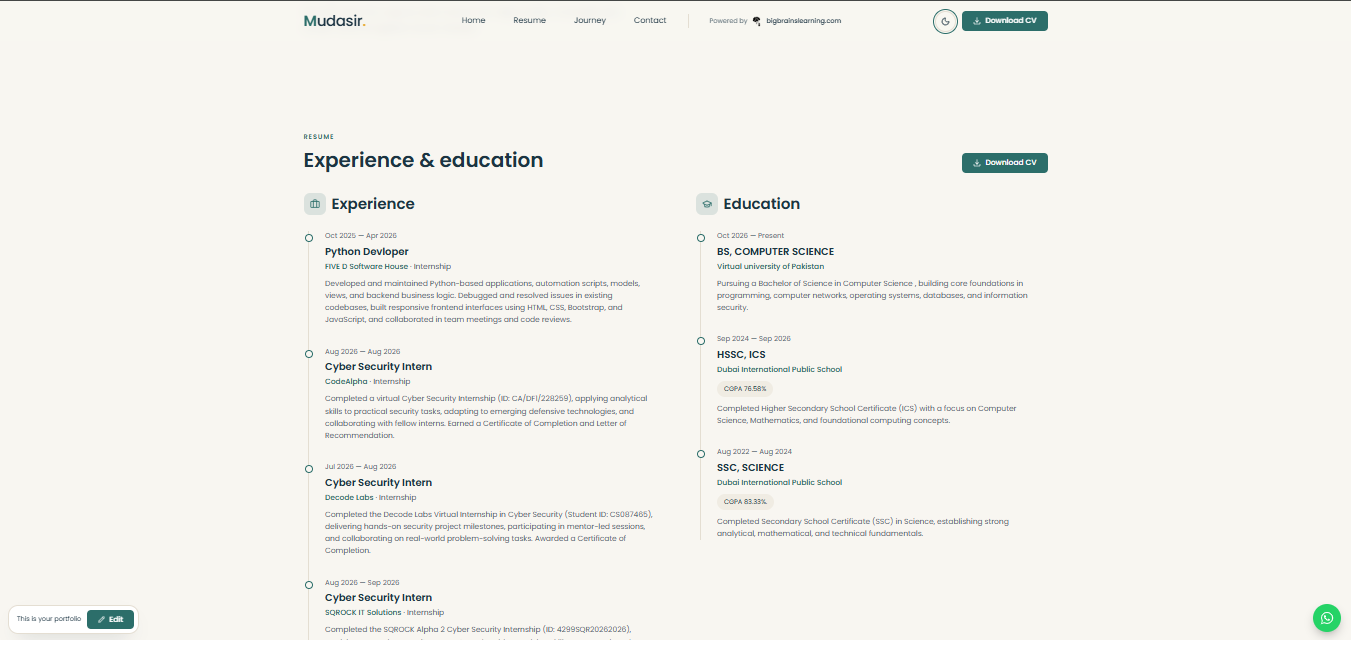 Mudasir.
Home
Resume
Journey
Contact
Powered by bigbrainslearning.com
Download CV
RESUME
Experience & education
Download CV
Experience
Oct 2025 — Apr 2026
Python Devloper
FIVE D Software House · Internship
Developed and maintained Python-based applications, automation scripts, models,
views, and backend business logic. Debugged and resolved issues in existing
codebases, built responsive frontend interfaces using HTML, CSS, Bootstrap, and
JavaScript, and collaborated in team meetings and code reviews.
Aug 2026 — Aug 2026
Cyber Security Intern
CodeAlpha · Internship
Completed a virtual Cyber Security Internship (ID: CA/DF1/228259), applying analytical
skills to practical security tasks, adapting to emerging defensive technologies, and
collaborating with fellow interns. Earned a Certificate of Completion and Letter of
Recommendation.
Jul 2026 — Aug 2026
Cyber Security Intern
Decode Labs · Internship
Completed the Decode Labs Virtual Internship in Cyber Security (Student ID: CS087465),
delivering hands-on security project milestones, participating in mentor-led sessions,
and collaborating on real-world problem-solving tasks. Awarded a Certificate of
Completion.
Aug 2026 — Sep 2026
Cyber Security Intern
SQROCK IT Solutions · Internship
Completed the SQROCK Alpha 2 Cyber Security Internship (ID: 4299SQR20262026),
Education
Oct 2026 — Present
BS, COMPUTER SCIENCE
Virtual university of Pakistan
Pursuing a Bachelor of Science in Computer Science , building core foundations in
programming, computer networks, operating systems, databases, and information
security.
Sep 2024 — Sep 2026
HSSC, ICS
Dubai International Public School
CGPA 76.58%
Completed Higher Secondary School Certificate (ICS) with a focus on Computer
Science, Mathematics, and foundational computing concepts.
Aug 2022 — Aug 2024
SSC, SCIENCE
Dubai International Public School
CGPA 83.33%
Completed Secondary School Certificate (SSC) in Science, establishing strong
analytical, mathematical, and technical fundamentals.
This is your portfolio
Edit